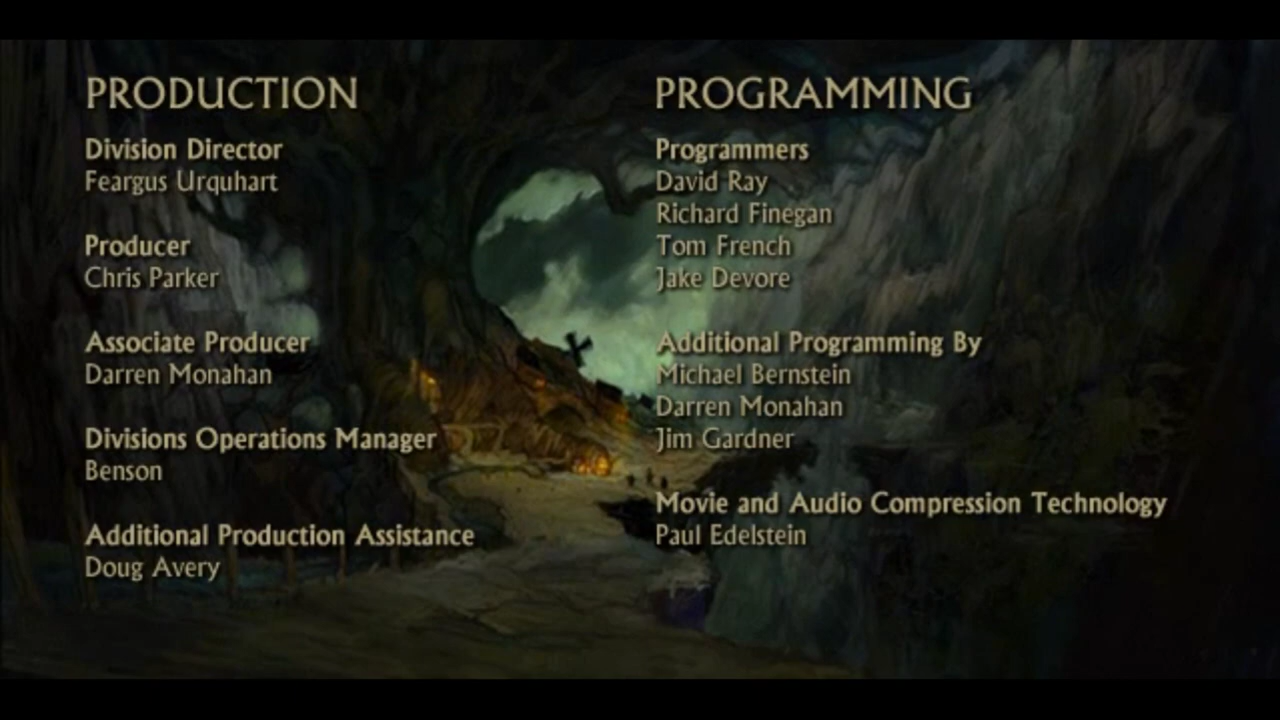 PRODUCTION
Division Director
Feargus Urquhart
Producer
Chris Parker
Associate Producer
Darren Monahan
Divisions Operations Manager
Benson
Additional Production Assistance
Doug Avery
PROGRAMMING
Programmers
David Ray
Richard Finegan
Tom French
Jake Devore
Additional Programming By
Michael Bernstein
Darren Monahan
Jim Gardner
Movie and Audio Compression Technology
Paul Edelstein